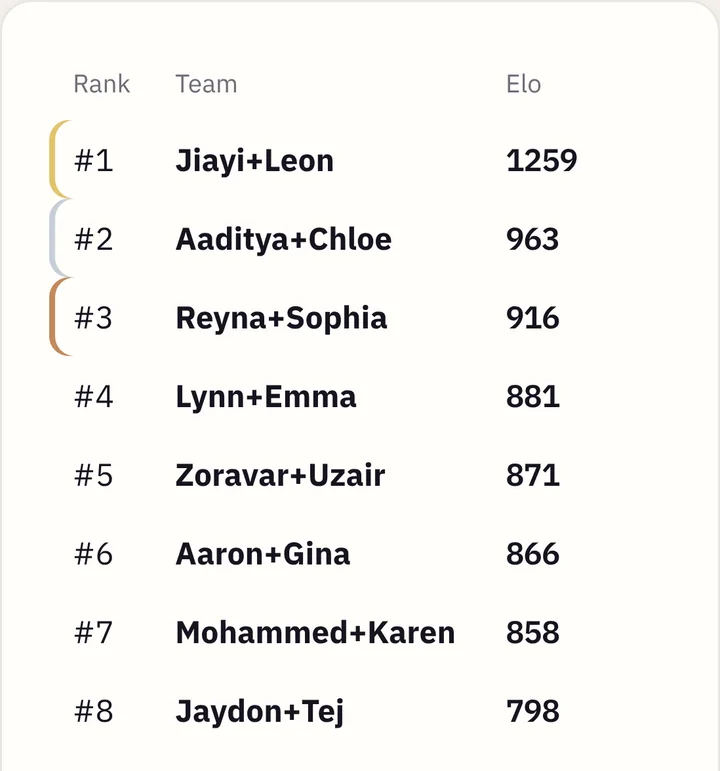 Rank Team Elo
#1 Jiayi+Leon 1259
#2 Aaditya+Chloe 963
#3 Reyna+Sophia 916
#4 Lynn+Emma 881
#5 Zoravar+Uzair 871
#6 Aaron+Gina 866
#7 Mohammed+Karen 858
#8 Jaydon+Tej 798